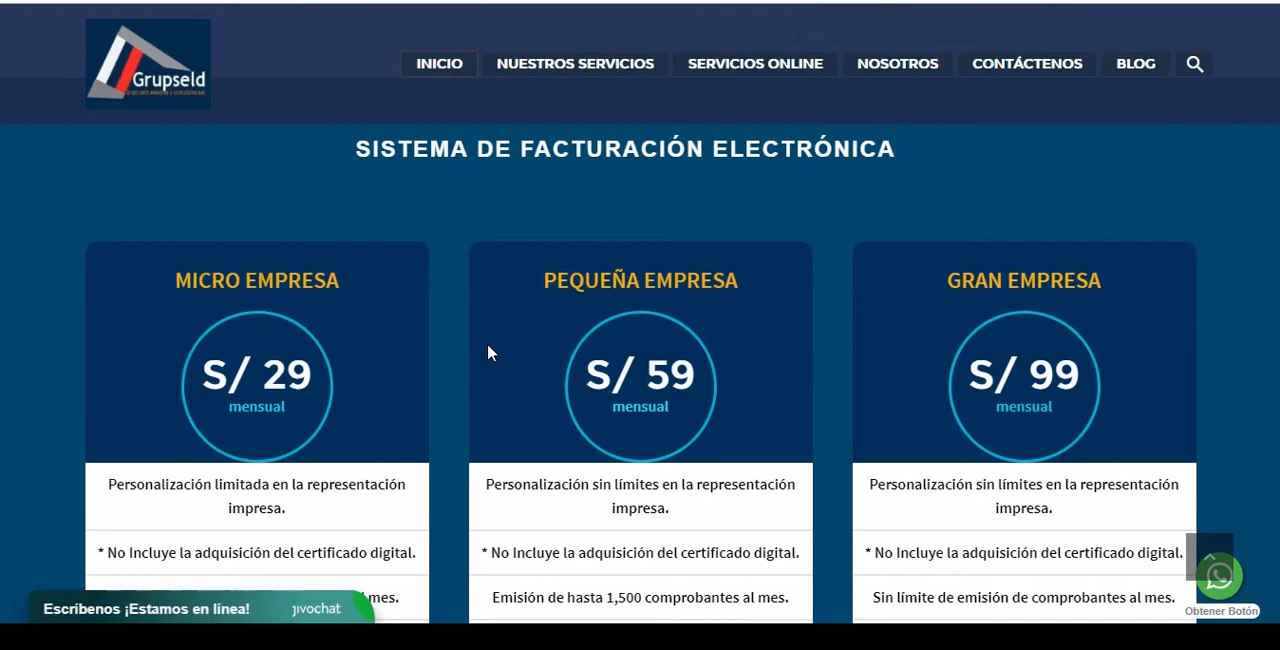 Grupseld
INICIO
NUESTROS SERVICIOS
SERVICIOS ONLINE
NOSOTROS
CONTÁCTENOS
BLOG
SISTEMA DE FACTURACIÓN ELECTRÓNICA
MICRO EMPRESA
S/ 29
mensual
Personalización limitada en la representación
impresa.
* No Incluye la adquisición del certificado digital.
l mes.
PEQUEÑA EMPRESA
S/ 59
mensual
Personalización sin límites en la representación
impresa.
* No Incluye la adquisición del certificado digital.
Emisión de hasta 1,500 comprobantes al mes.
GRAN EMPRESA
S/ 99
mensual
Personalización sin límites en la representación
impresa.
* No Incluye la adquisición del certificado digital.
Sin límite de emisión de comprobantes al mes.
Escríbenos ¡Estamos en línea!
jivochat
Obtener Botón